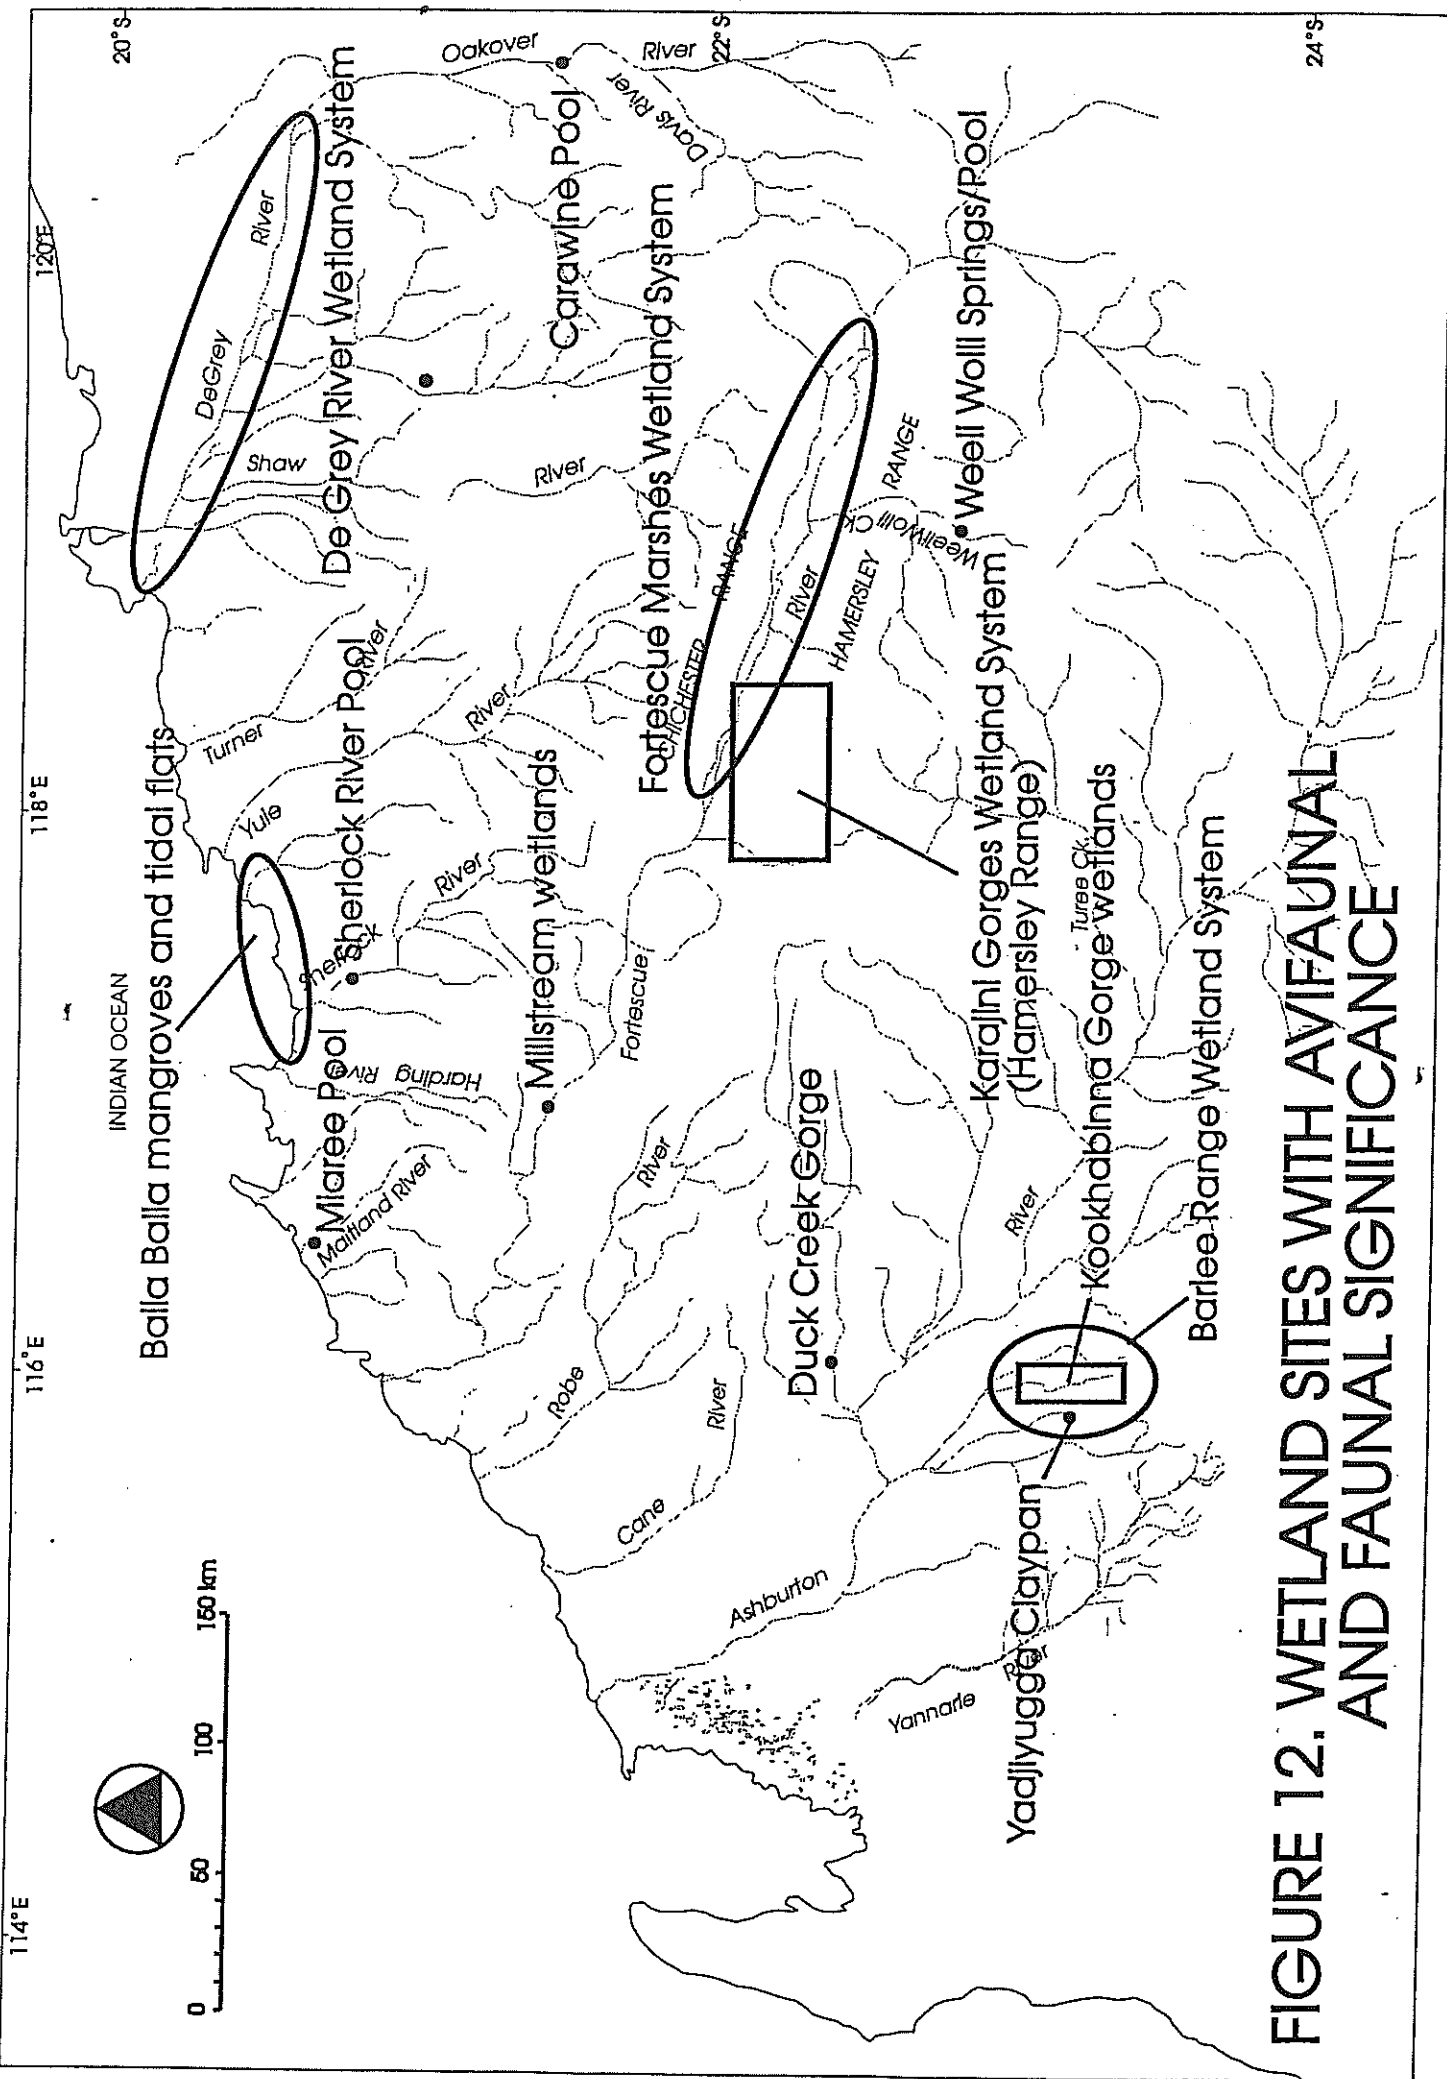 114°E
116°E
118°E
120°E
20°S
22°S
24°S
0
50
100
150 km
INDIAN OCEAN
Balla Balla mangroves and tidal flats
De Grey River Wetland System
DeGrey
River
Oakover
River
Davis River
Carawine Pool
Shaw
River
Turner
River
Yule
River
Sherlock River Pool
Sherlock
River
Miaree Pool
Maitland River
Harding River
Millstream wetlands
Fortescue
River
Fortescue Marshes Wetland System
CHICHESTER
RANGE
HAMERSLEY
RANGE
WeeliWolli Ck
Weeli Wolli Springs/Pool
Karajini Gorges Wetland System
(Hamersley Range)
Robe
River
Cane
River
Duck Creek Gorge
Ashburton
River
Turee Ck
Kookhabinna Gorge wetlands
Barlee Range Wetland System
Yadjiyugga Claypan
Yannarie
River
FIGURE 12. WETLAND SITES WITH AVIFAUNAL
AND FAUNAL SIGNIFICANCE